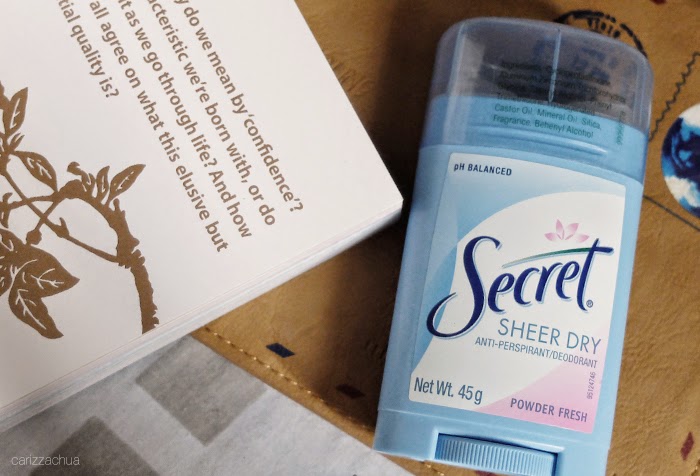 y do we mean by 'confidence'?
acteristic we're born with, or do
t as we go through life? And how
all agree on what this elusive but
tial quality is?
Castor Oil, Mineral Oil, Silica,
Fragrance, Behenyl Alcohol
pH BALANCED
Secret®
SHEER DRY
ANTI-PERSPIRANT/DEODORANT
Net Wt. 45g
POWDER FRESH
carizzachua